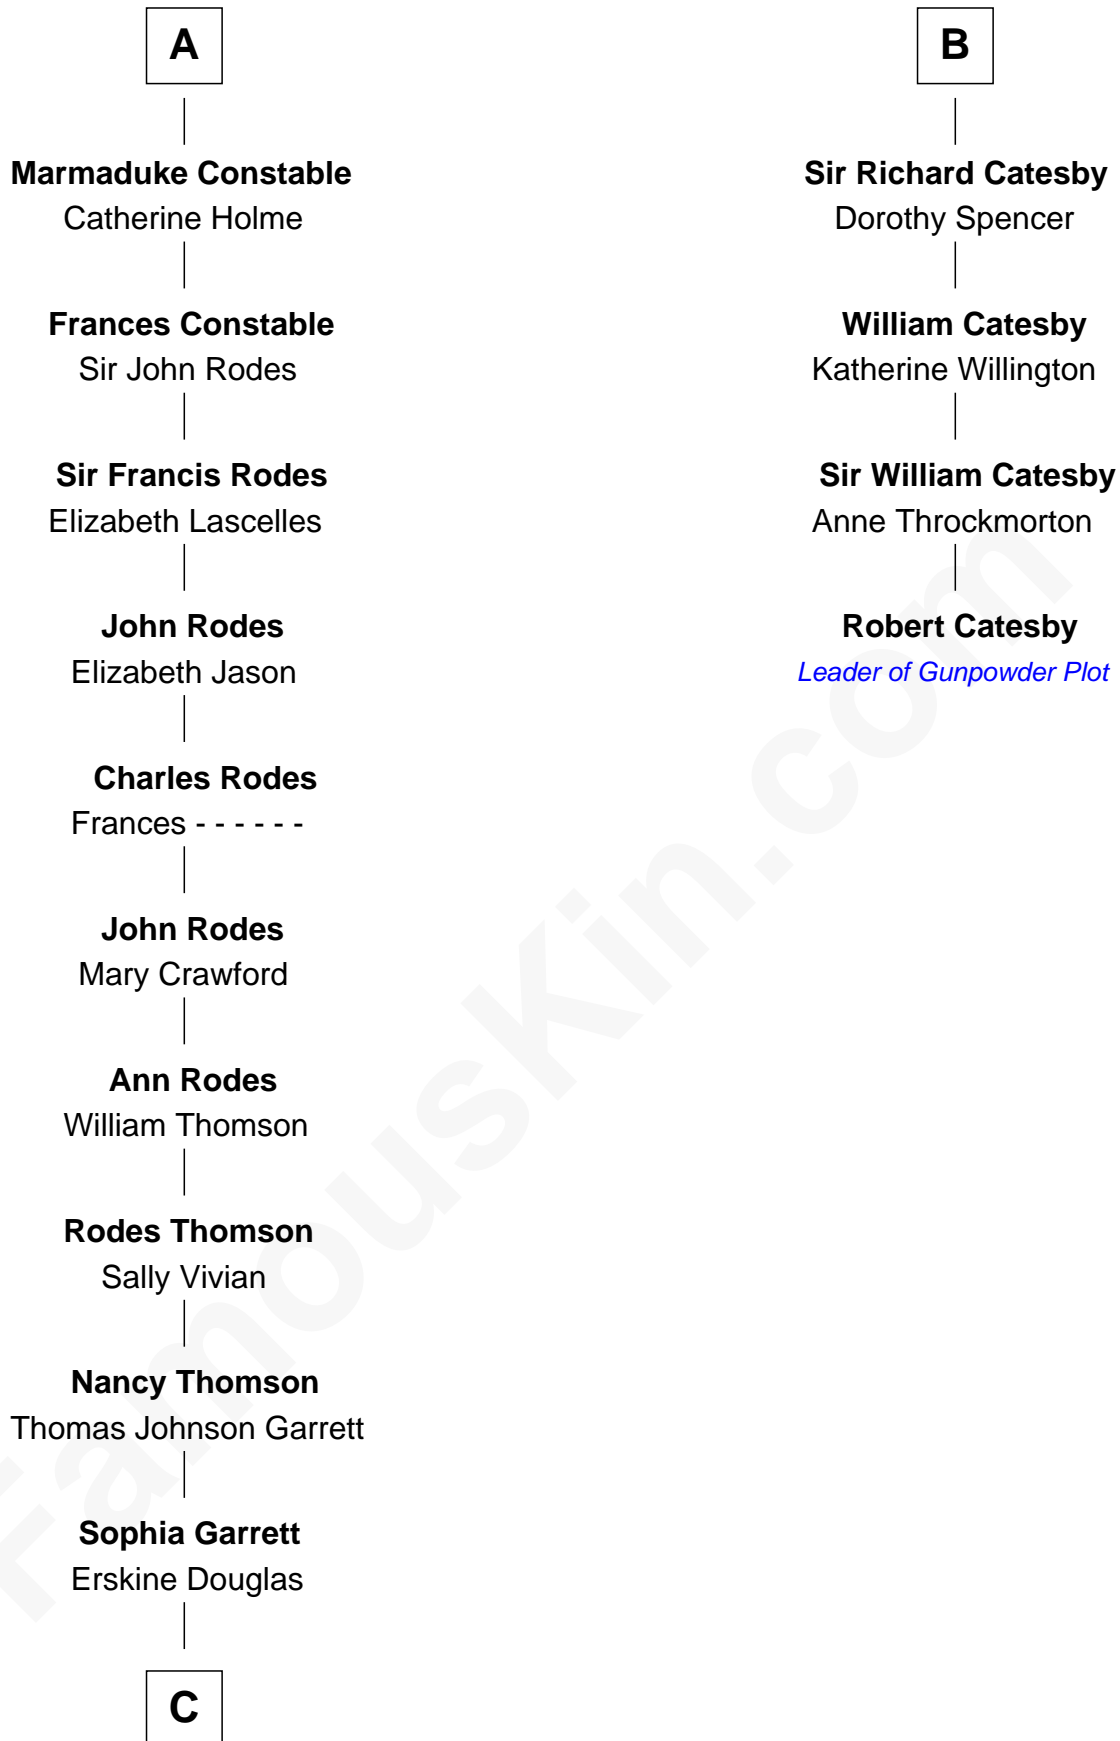 A
Marmaduke Constable
Catherine Holme
Frances Constable
Sir John Rodes
Sir Francis Rodes
Elizabeth Lascelles
John Rodes
Elizabeth Jason
Charles Rodes
Frances - - - - - -
John Rodes
Mary Crawford
Ann Rodes
William Thomson
Rodes Thomson
Sally Vivian
Nancy Thomson
Thomas Johnson Garrett
Sophia Garrett
Erskine Douglas
C
B
Sir Richard Catesby
Dorothy Spencer
William Catesby
Katherine Willington
Sir William Catesby
Anne Throckmorton
Robert Catesby
Leader of Gunpowder Plot
FamousKin.com